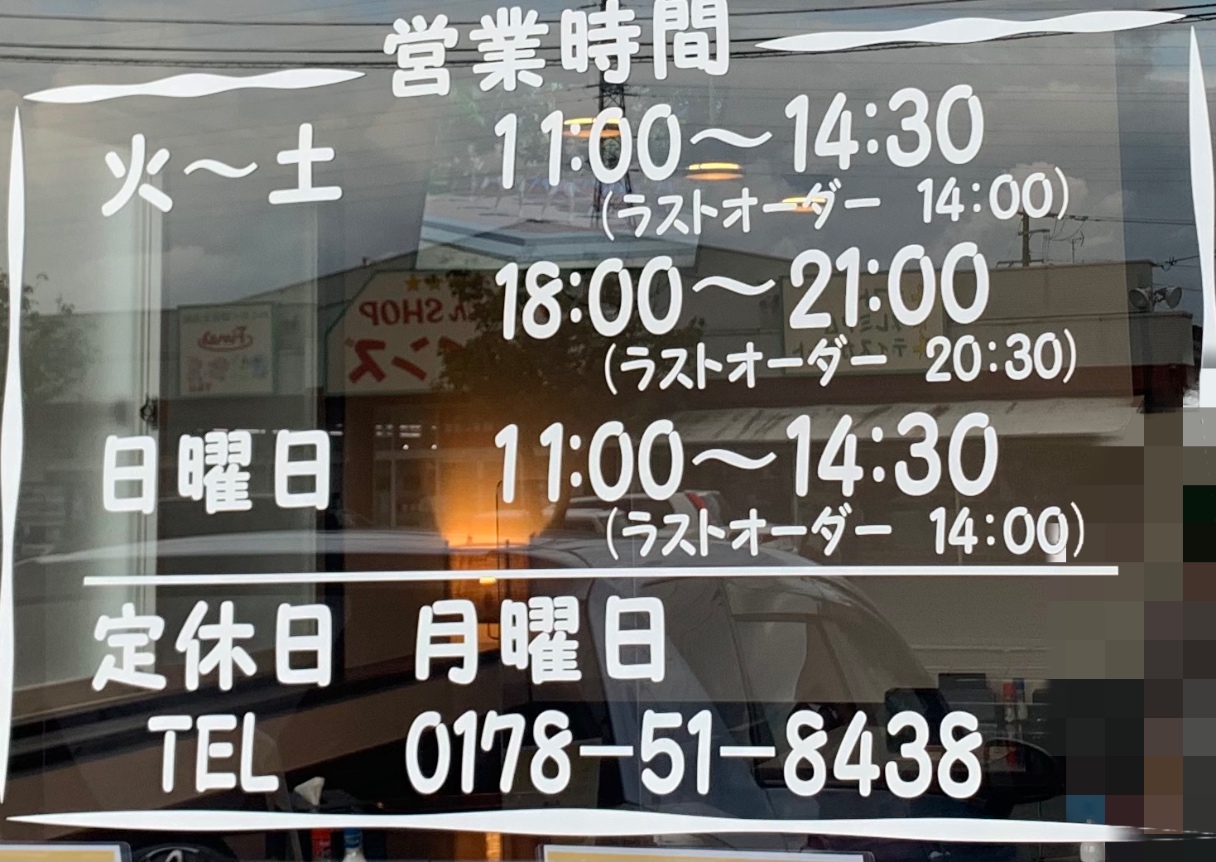 営業時間
火～土 11:00～14:30
(ラストオーダー 14:00)
18:00～21:00
(ラストオーダー 20:30)
日曜日 11:00～14:30
(ラストオーダー 14:00)
定休日 月曜日
TEL 0178-51-8438